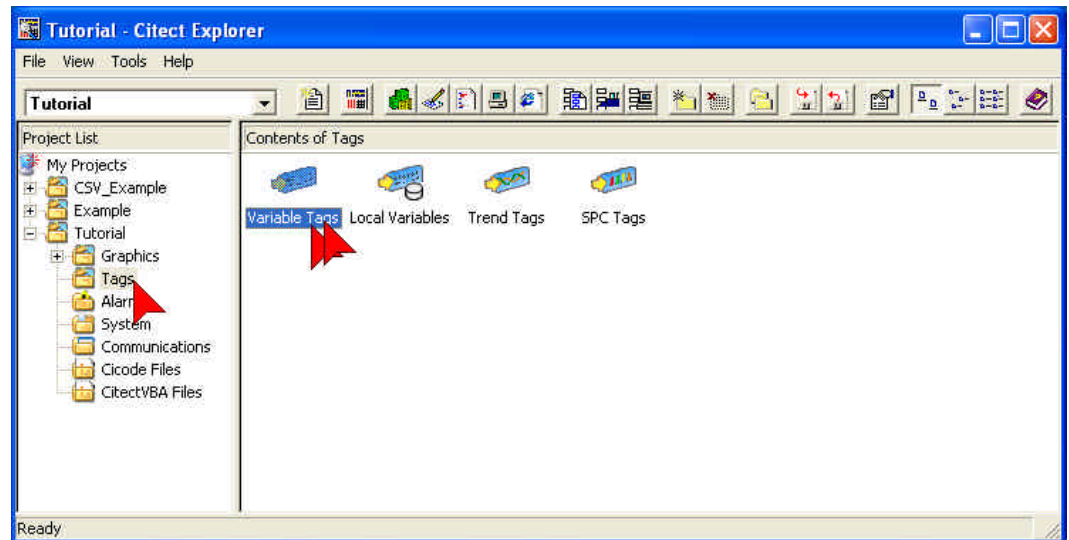 Tutorial - Citect Explorer
File View Tools Help
Tutorial
Project List
Contents of Tags
My Projects
CSV_Example
Example
Tutorial
Graphics
Tags
Alarm
System
Communications
Cicode Files
CitectVBA Files
Variable Tags Local Variables Trend Tags SPC Tags
Ready